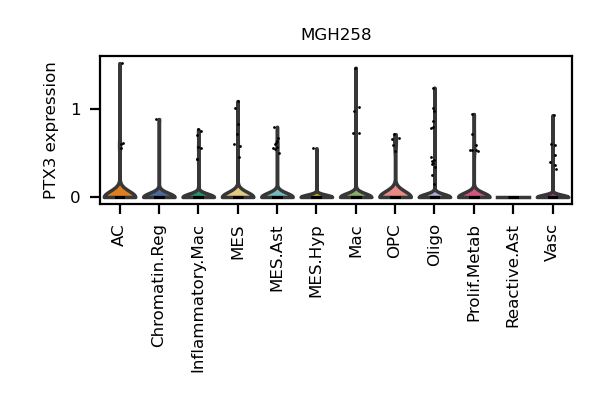 MGH258
PTX3 expression
1
0
AC
Chromatin.Reg
Inflammatory.Mac
MES
MES.Ast
MES.Hyp
Mac
OPC
Oligo
Prolif.Metab
Reactive.Ast
Vasc